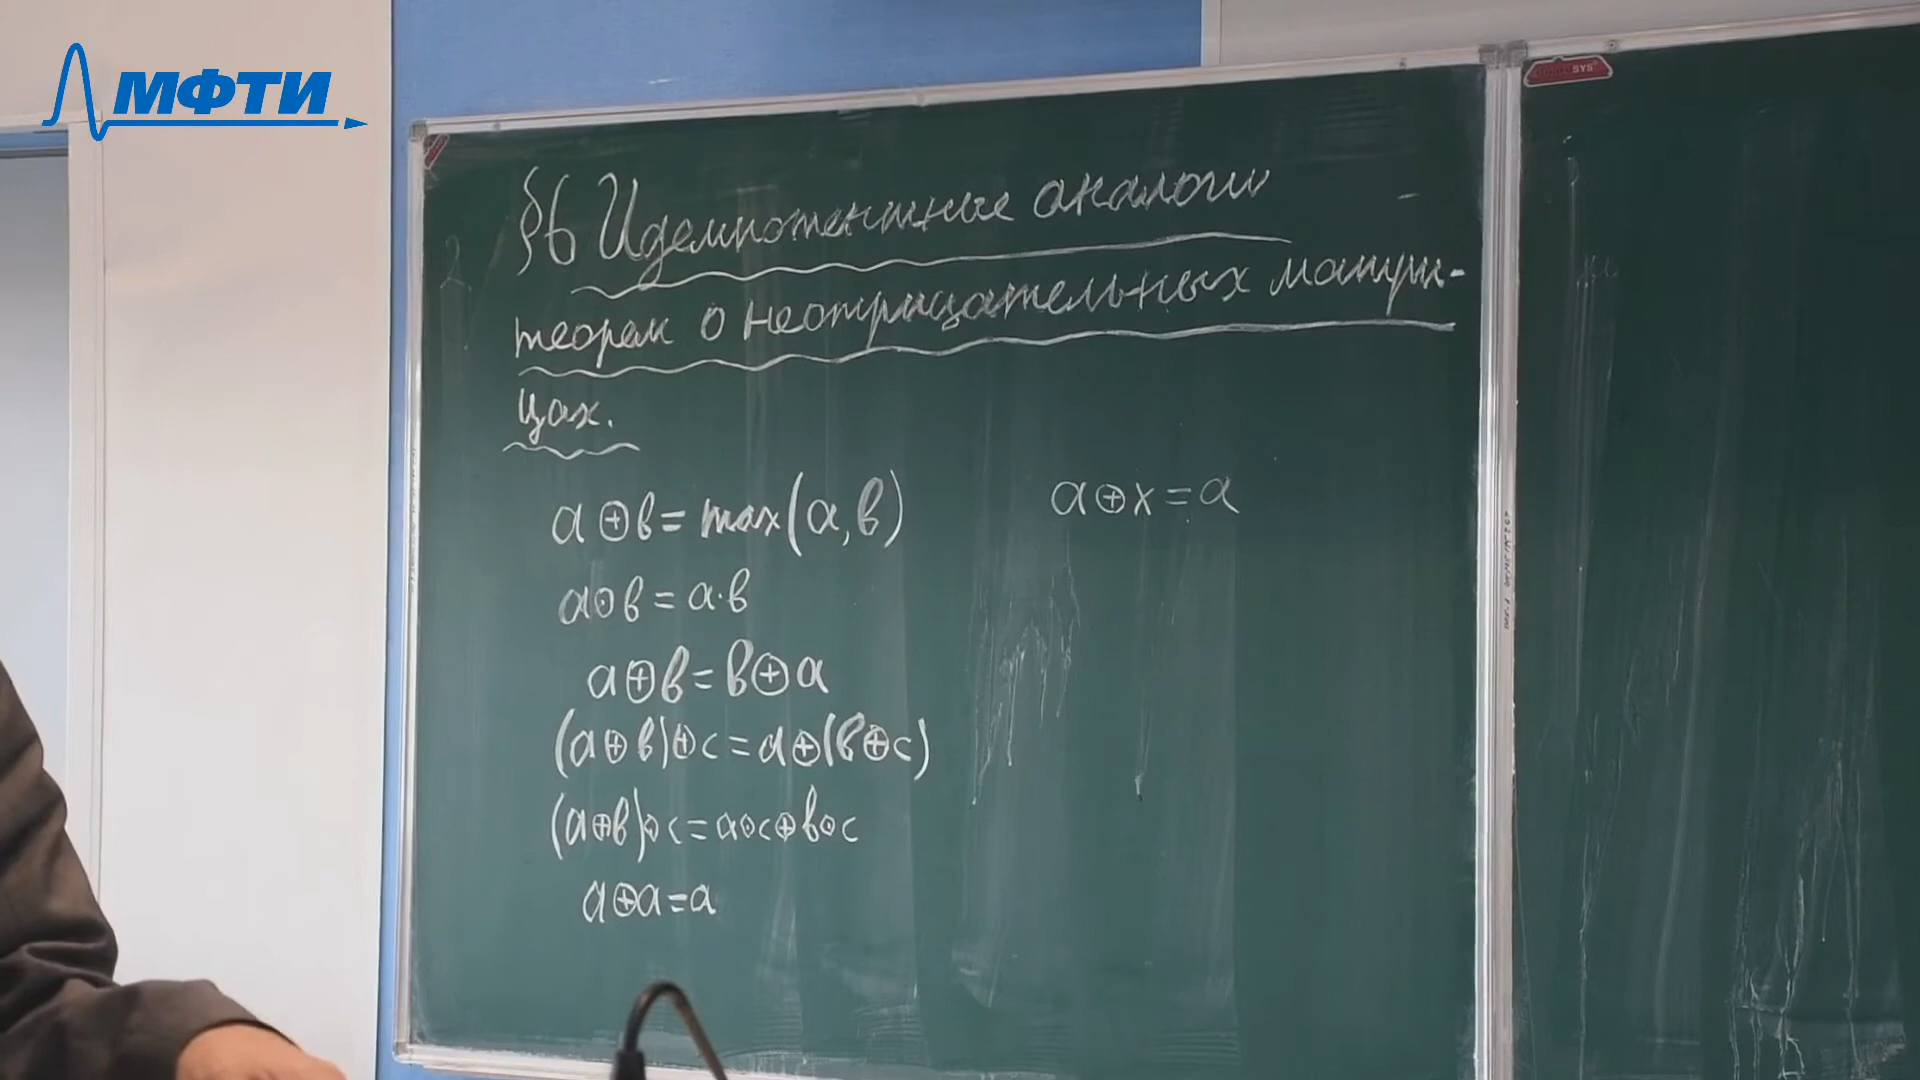 МФТИ
§6 Идемпотентные аналоги
теорем о неотрицательных матри-
цах.
a ⊕ b = max(a, b)
a ⊕ x = a
a ⊙ b = a · b
a ⊕ b = b ⊕ a
(a ⊕ b) ⊕ c = a ⊕ (b ⊕ c)
(a ⊕ b) ⊙ c = a ⊙ c ⊕ b ⊙ c
a ⊕ a = a